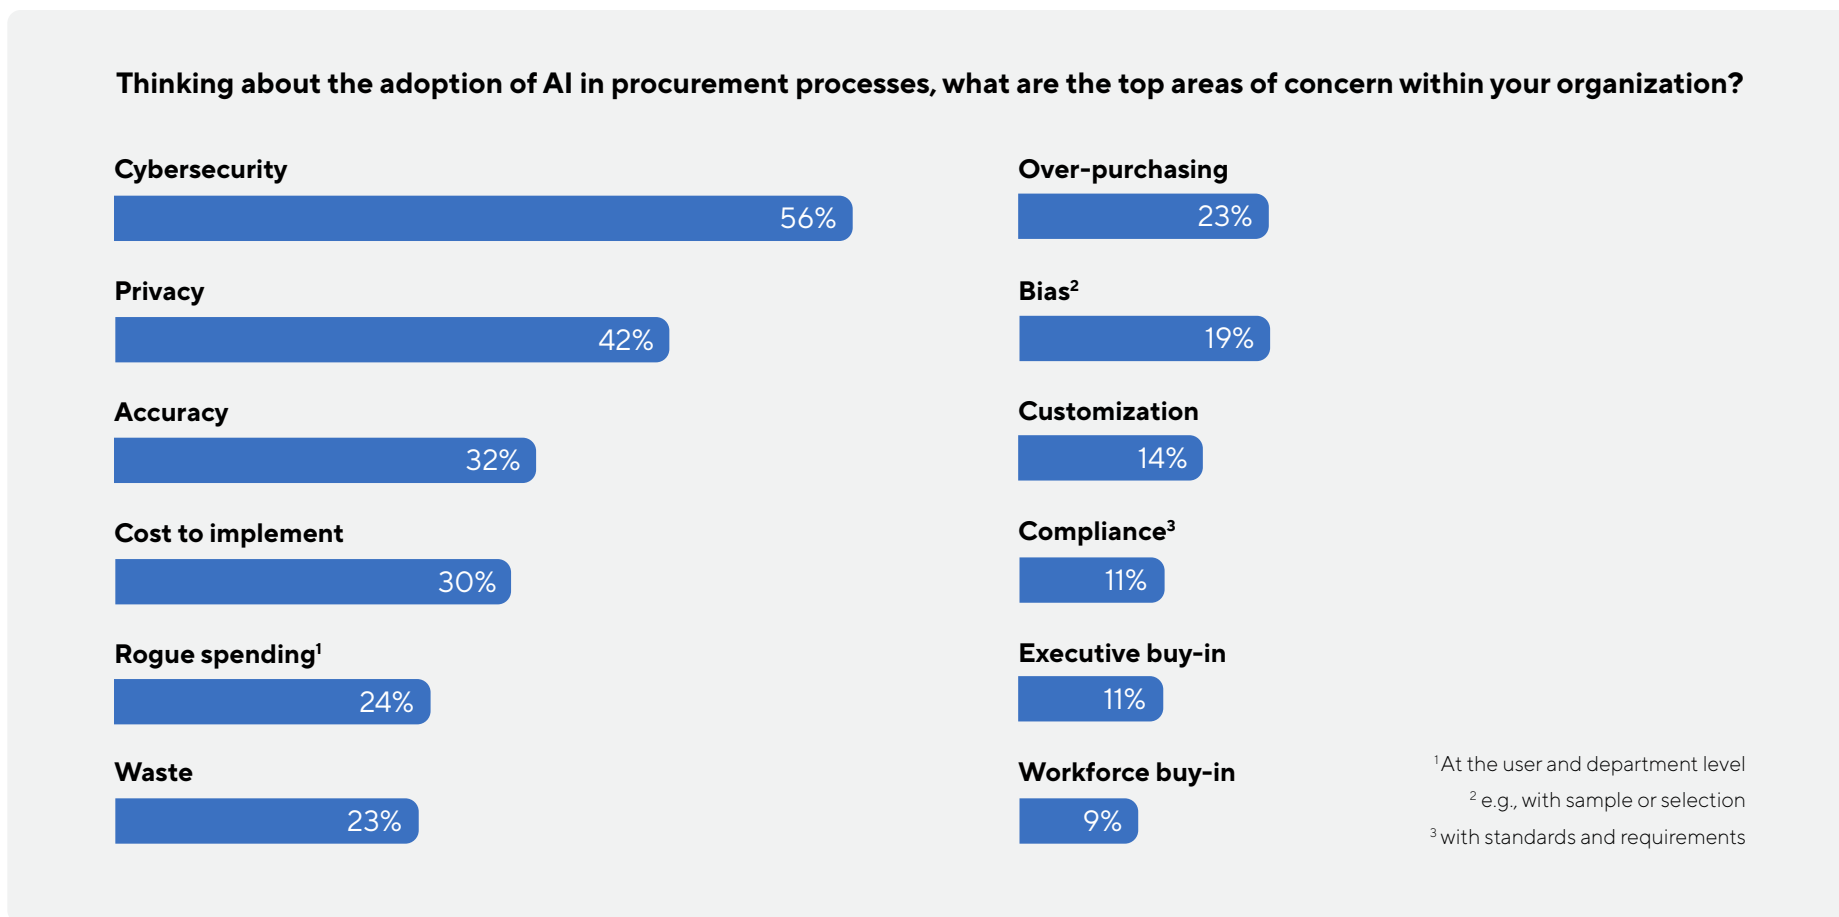 Thinking about the adoption of AI in procurement processes, what are the top areas of concern within your organization?
Cybersecurity
56%
Privacy
42%
Accuracy
32%
Cost to implement
30%
Rogue spending¹
24%
Waste
23%
Over-purchasing
23%
Bias²
19%
Customization
14%
Compliance³
11%
Executive buy-in
11%
Workforce buy-in
9%
¹ At the user and department level
² e.g., with sample or selection
³ with standards and requirements